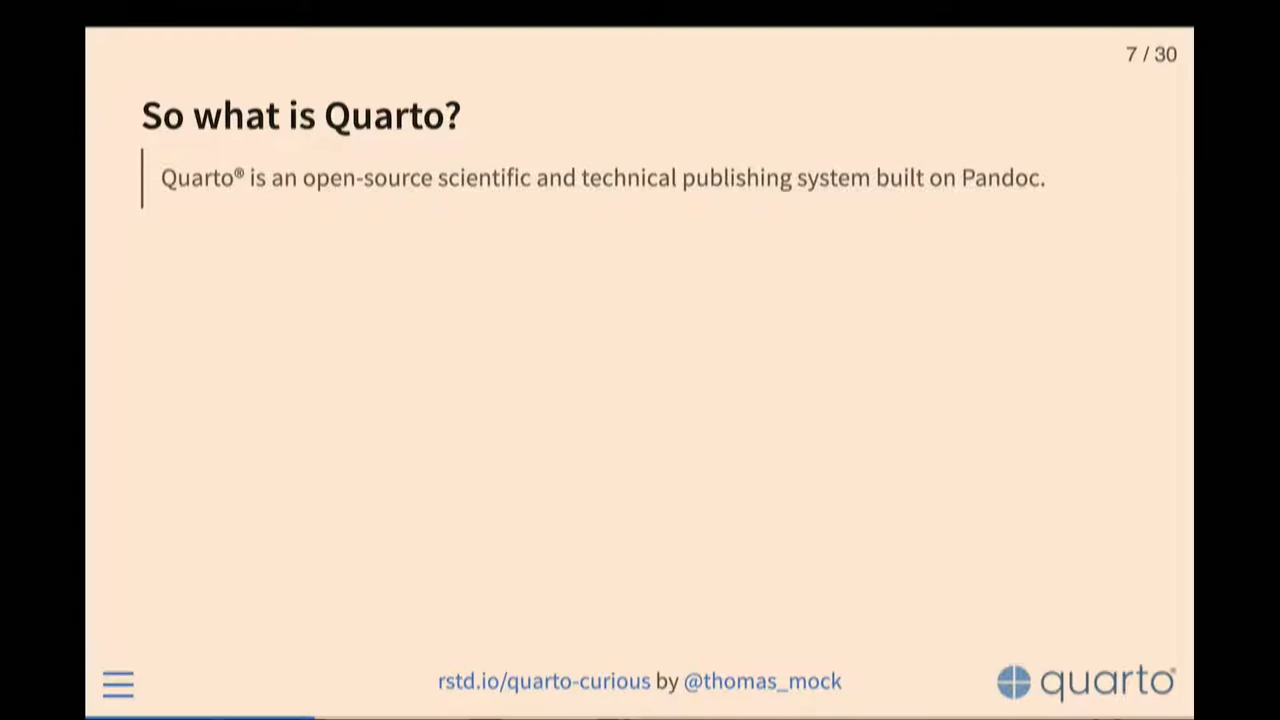 7 / 30
So what is Quarto?
Quarto® is an open-source scientific and technical publishing system built on Pandoc.
rstd.io/quarto-curious by @thomas_mock
quarto®